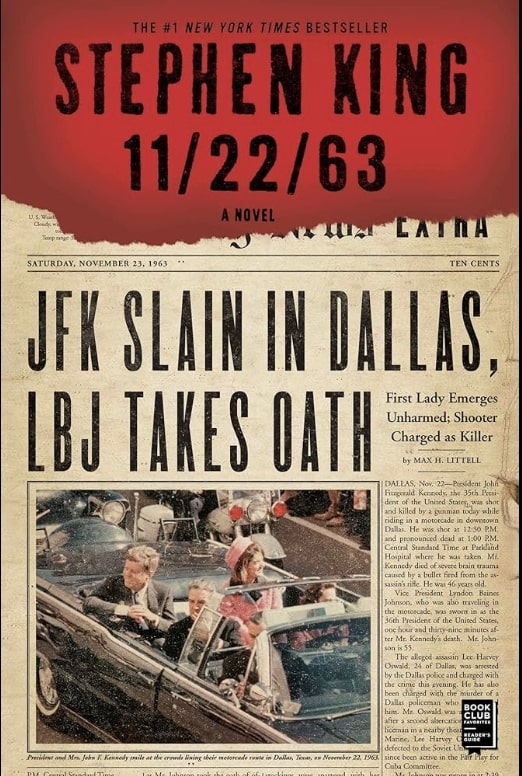 THE #1 NEW YORK TIMES BESTSELLER
STEPHEN KING
11/22/63
A NOVEL
EXTRA
SATURDAY, NOVEMBER 23, 1963
TEN CENTS
JFK SLAIN IN DALLAS,
LBJ TAKES OATH
First Lady Emerges
Unharmed; Shooter
Charged as Killer
by MAX H. LITTELL
DALLAS, Nov. 22—President John
Fitzgerald Kennedy, the 35th Presi-
dent of the United States, was shot
and killed by a gunman today while
riding in a motorcade in downtown
Dallas. He was shot at 12:30 P.M.
and pronounced dead at 1:00 P.M.
Central Standard Time at Parkland
Hospital where he was taken. Mr.
Kennedy died of severe brain trauma
caused by a bullet fired from the as-
sassin's rifle. He was 46 years old.
Vice President Lyndon Baines
Johnson, who was also traveling in
the motorcade, was sworn in as the
36th President of the United States,
one hour and thirty-nine minutes af-
ter Mr. Kennedy's death. Mr. John-
son is 55.
The alleged assassin Lee Harvey
Oswald, 24 of Dallas, was arrested
by the Dallas police and charged with
the crime this evening. He has also
been charged with the murder of a
Dallas policeman who
him. Mr. Oswald was
after a second altercation
liceman in a nearby
Marine, Lee Harvey
defected to the Soviet
since been active in the Fair Play for
Cuba Committee.
BOOK
CLUB
FAVORITES
READER'S
GUIDE
President and Mrs. John F. Kennedy smile at the crowds lining their motorcade route in Dallas, Texas, on November 22, 1963.